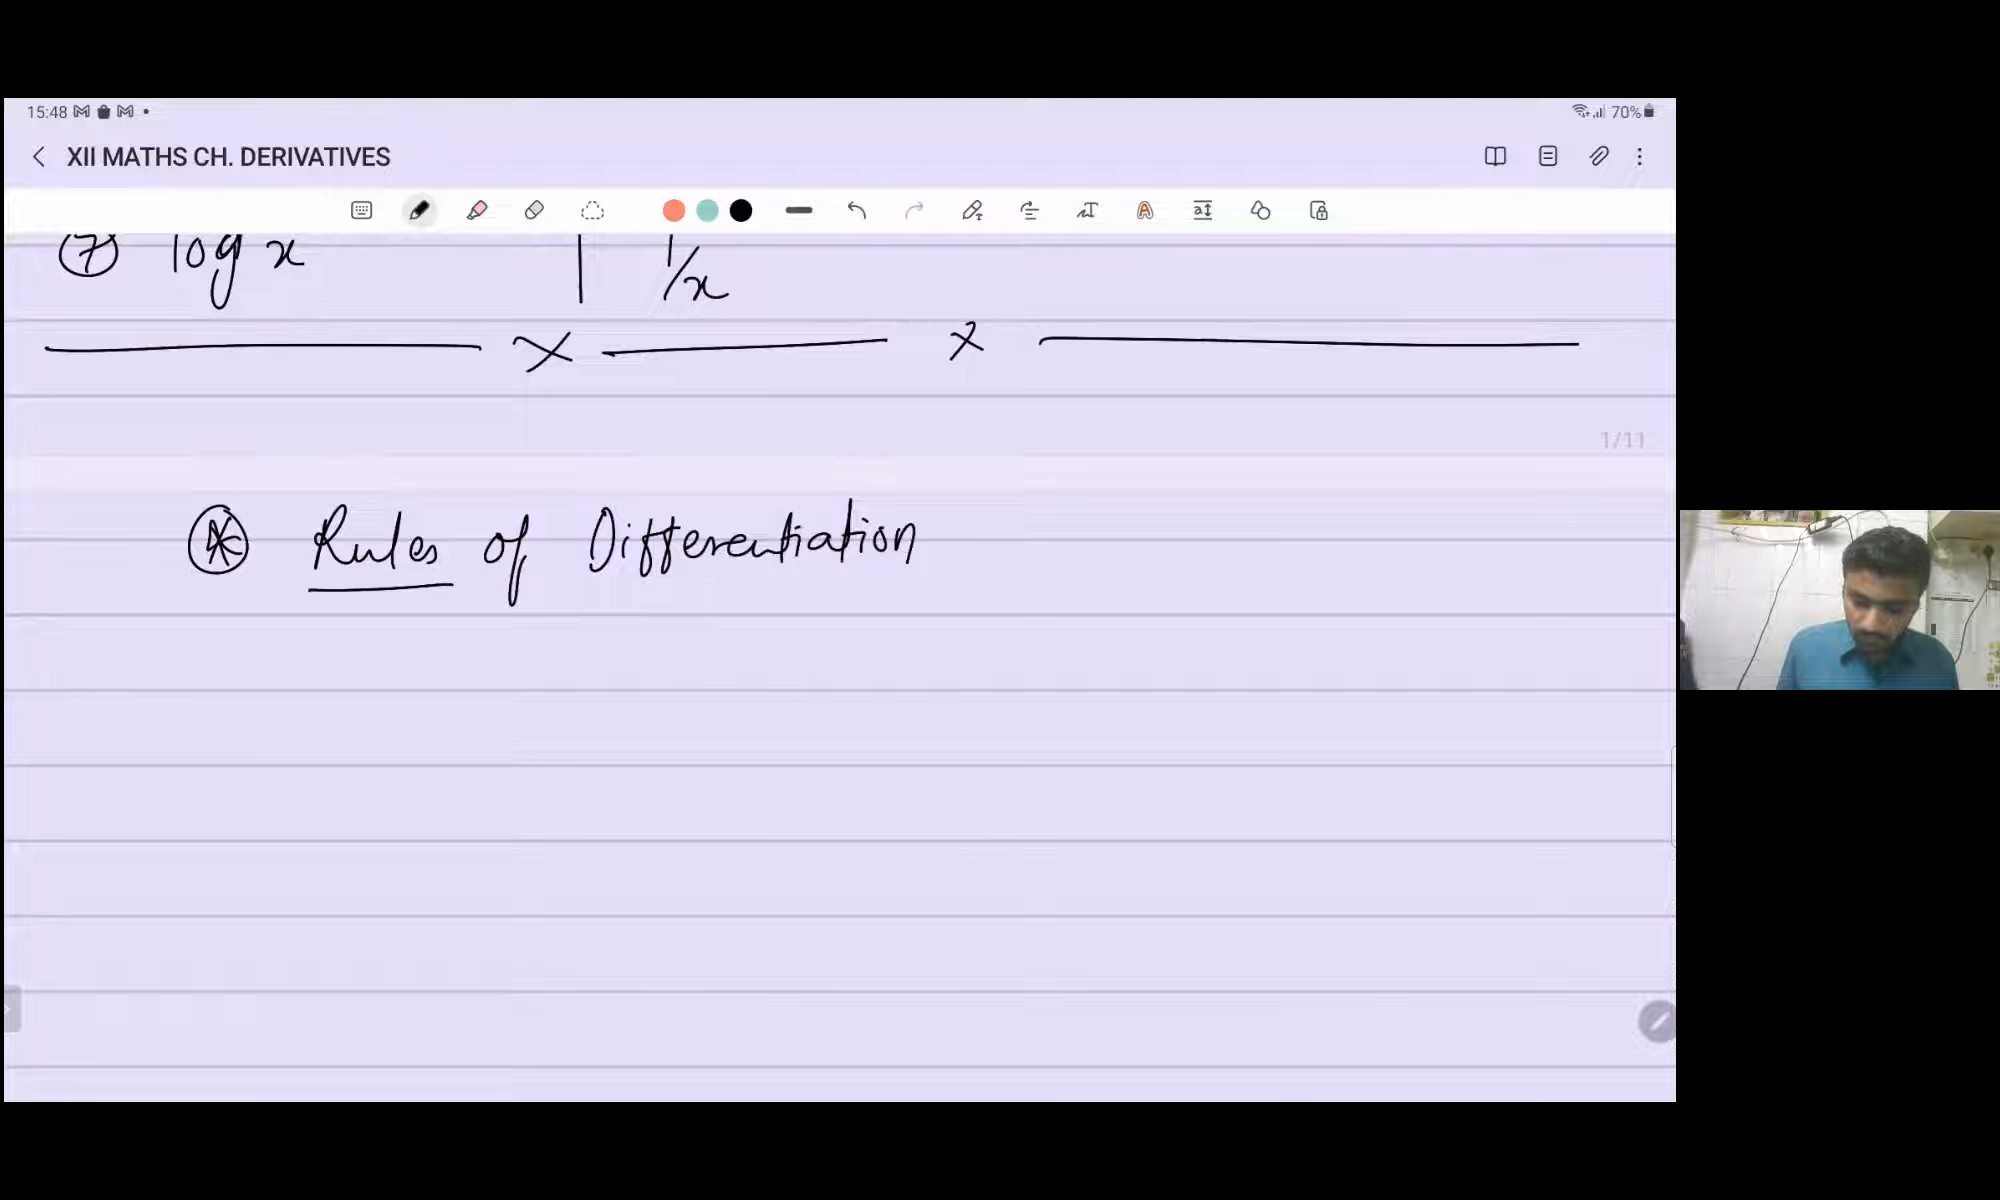 15:48
70%
XII MATHS CH. DERIVATIVES
7 log x | 1/x
x x
1/11
Rules of Differentiation